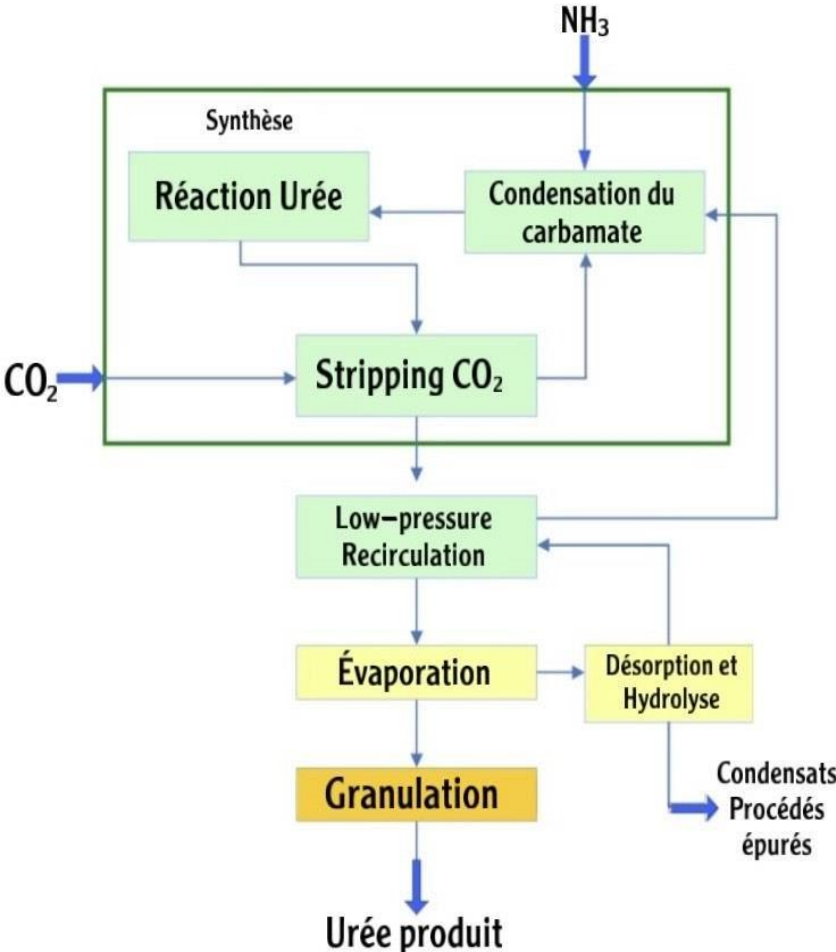 NH₃
Synthèse
Réaction Urée
Condensation du
carbamate
CO₂
Stripping CO₂
Low-pressure
Recirculation
Évaporation
Désorption et
Hydrolyse
Granulation
Condensats
Procédés
épurés
Urée produit